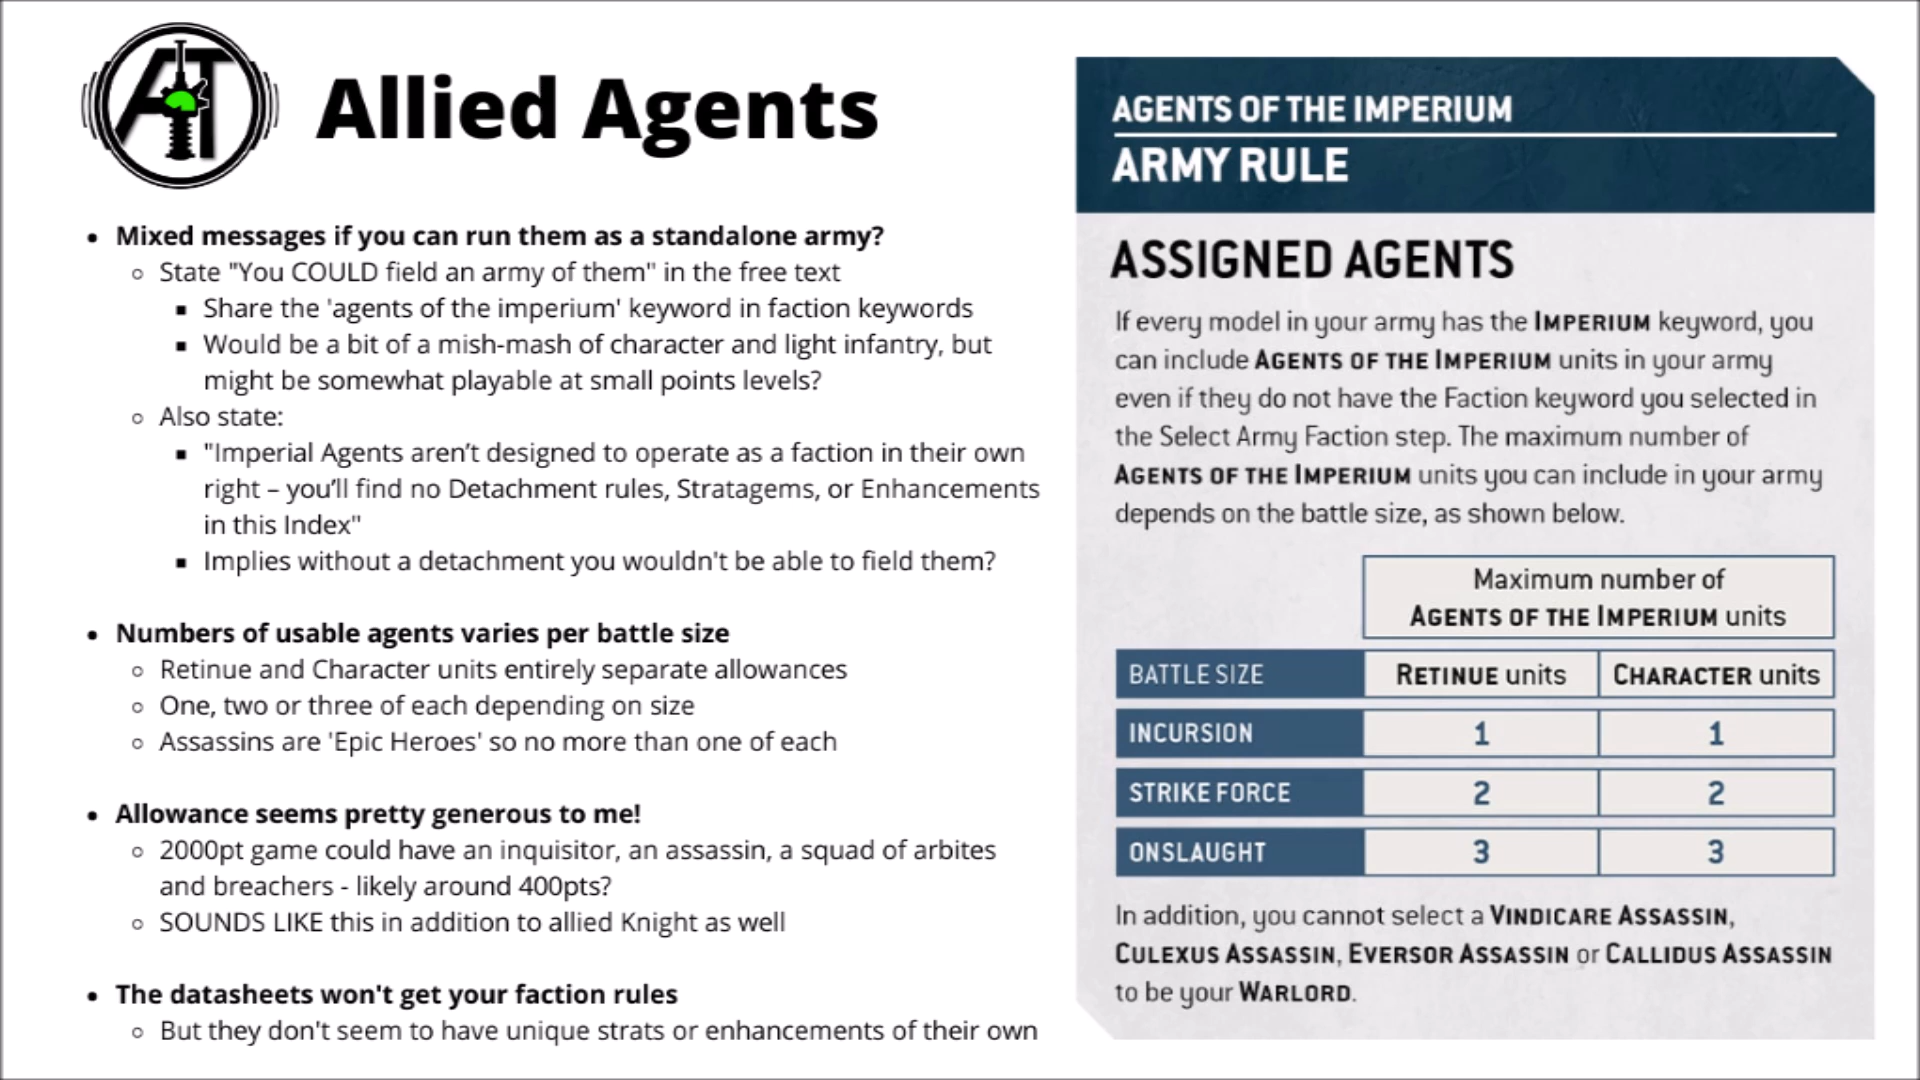 AT
Allied Agents
• Mixed messages if you can run them as a standalone army?
○ State "You COULD field an army of them" in the free text
▪ Share the 'agents of the imperium' keyword in faction keywords
▪ Would be a bit of a mish-mash of character and light infantry, but
might be somewhat playable at small points levels?
○ Also state:
▪ "Imperial Agents aren't designed to operate as a faction in their own
right – you'll find no Detachment rules, Stratagems, or Enhancements
in this Index"
▪ Implies without a detachment you wouldn't be able to field them?
• Numbers of usable agents varies per battle size
○ Retinue and Character units entirely separate allowances
○ One, two or three of each depending on size
○ Assassins are 'Epic Heroes' so no more than one of each
• Allowance seems pretty generous to me!
○ 2000pt game could have an inquisitor, an assassin, a squad of arbites
and breachers - likely around 400pts?
○ SOUNDS LIKE this in addition to allied Knight as well
• The datasheets won't get your faction rules
○ But they don't seem to have unique strats or enhancements of their own
AGENTS OF THE IMPERIUM
ARMY RULE
ASSIGNED AGENTS
If every model in your army has the IMPERIUM keyword, you
can include AGENTS OF THE IMPERIUM units in your army
even if they do not have the Faction keyword you selected in
the Select Army Faction step. The maximum number of
AGENTS OF THE IMPERIUM units you can include in your army
depends on the battle size, as shown below.
Maximum number of
AGENTS OF THE IMPERIUM units
BATTLE SIZE RETINUE units CHARACTER units
INCURSION 1 1
STRIKE FORCE 2 2
ONSLAUGHT 3 3
In addition, you cannot select a VINDICARE ASSASSIN,
CULEXUS ASSASSIN, EVERSOR ASSASSIN or CALLIDUS ASSASSIN
to be your WARLORD.